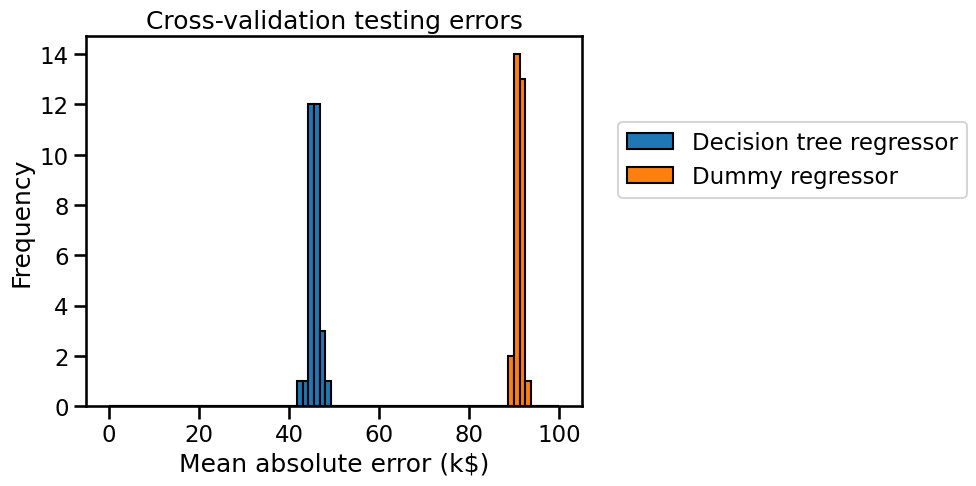 Cross-validation testing errors
14
12
10
8
6
4
2
0
Frequency
0 20 40 60 80 100
Mean absolute error (k$)
Decision tree regressor
Dummy regressor